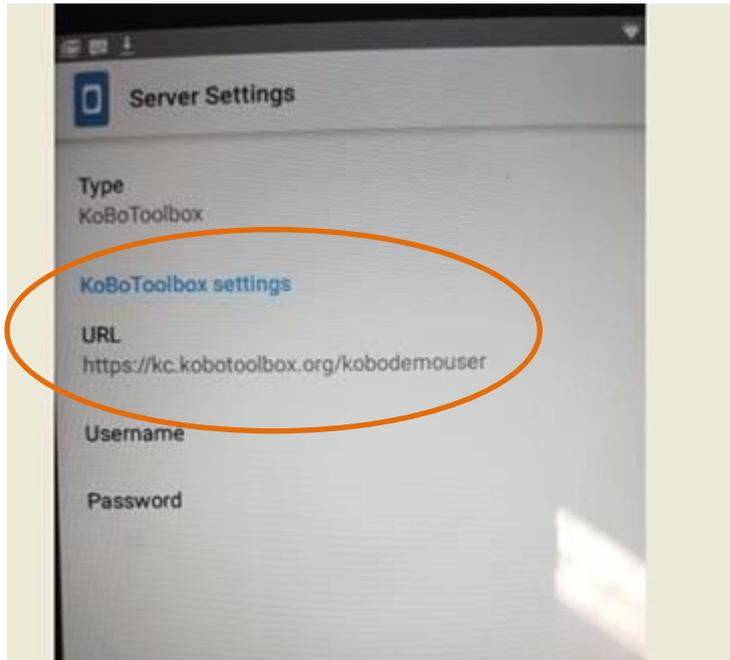 Server Settings
Type
KoBoToolbox
KoBoToolbox settings
URL
https://kc.kobotoolbox.org/kobodemouser
Username
Password